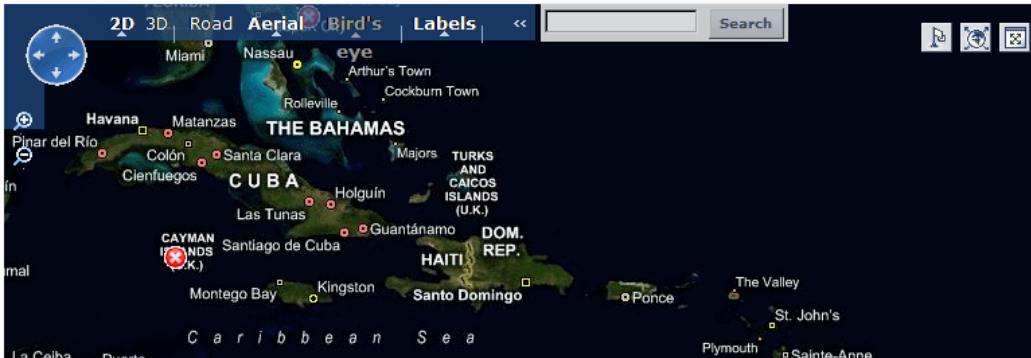 2D 3D Road Aerial Bird's eye Labels « Search
Miami
Nassau
Arthur's Town
Cockburn Town
Rolleville
Havana
Matanzas
THE BAHAMAS
Pinar del Río
Colón
Santa Clara
Majors
Cienfuegos
TURKS
AND
CAICOS
ISLANDS
(U.K.)
CUBA
Holguín
Las Tunas
Guantánamo
CAYMAN
ISLANDS
Santiago de Cuba
DOM.
REP.
HAITI
Montego Bay
Kingston
Santo Domingo
Ponce
The Valley
St. John's
Caribbean Sea
Plymouth
Sainte-Anne
La Ceiba